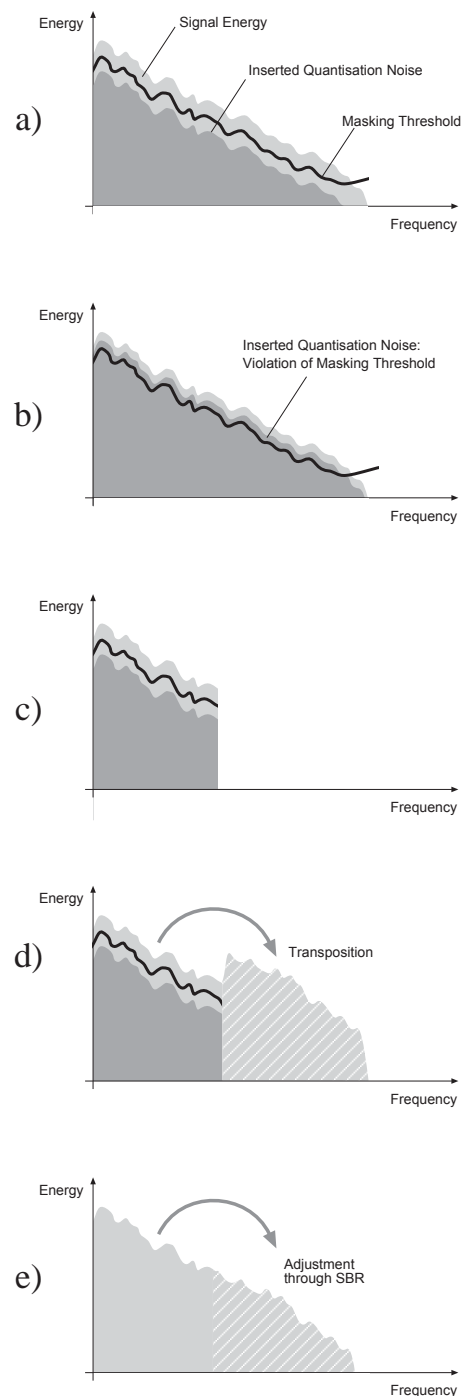 Energy
Signal Energy
Inserted Quantisation Noise
a)
Masking Threshold
Frequency
Energy
Inserted Quantisation Noise:
Violation of Masking Threshold
b)
Frequency
Energy
c)
Frequency
Energy
d)
Transposition
Frequency
Energy
e)
Adjustment
through SBR
Frequency